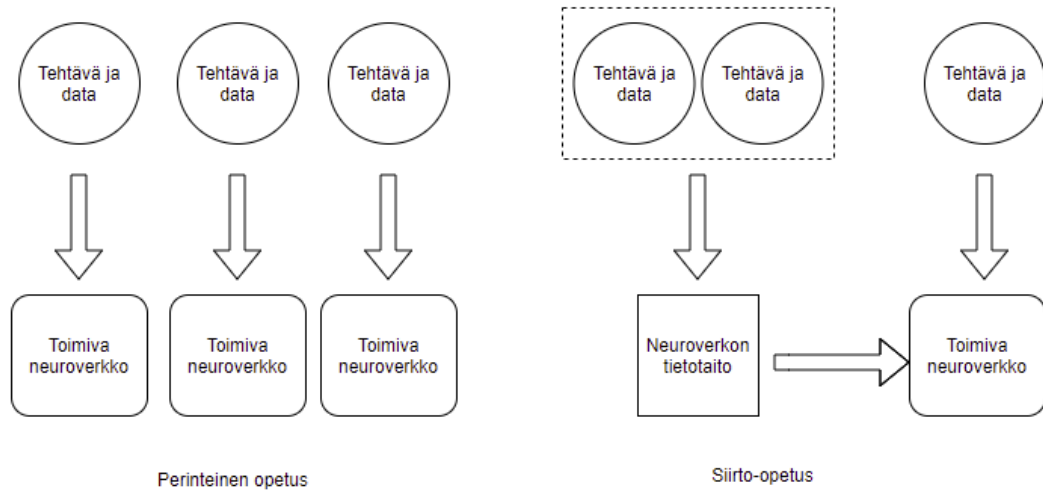 Tehtävä ja
data
Tehtävä ja
data
Tehtävä ja
data
Tehtävä ja
data
Tehtävä ja
data
Tehtävä ja
data
Toimiva
neuroverkko
Toimiva
neuroverkko
Toimiva
neuroverkko
Neuroverkon
tietotaito
Toimiva
neuroverkko
Perinteinen opetus
Siirto-opetus